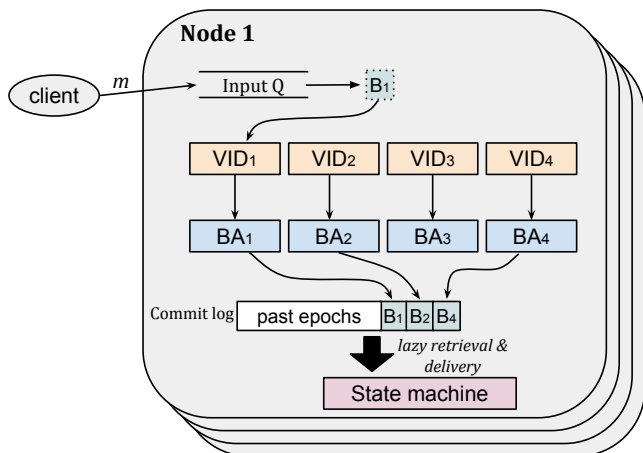 Node 1
client
m
Input Q
B1
VID1 VID2 VID3 VID4
BA1 BA2 BA3 BA4
Commit log past epochs B1 B2 B4
lazy retrieval &
delivery
State machine